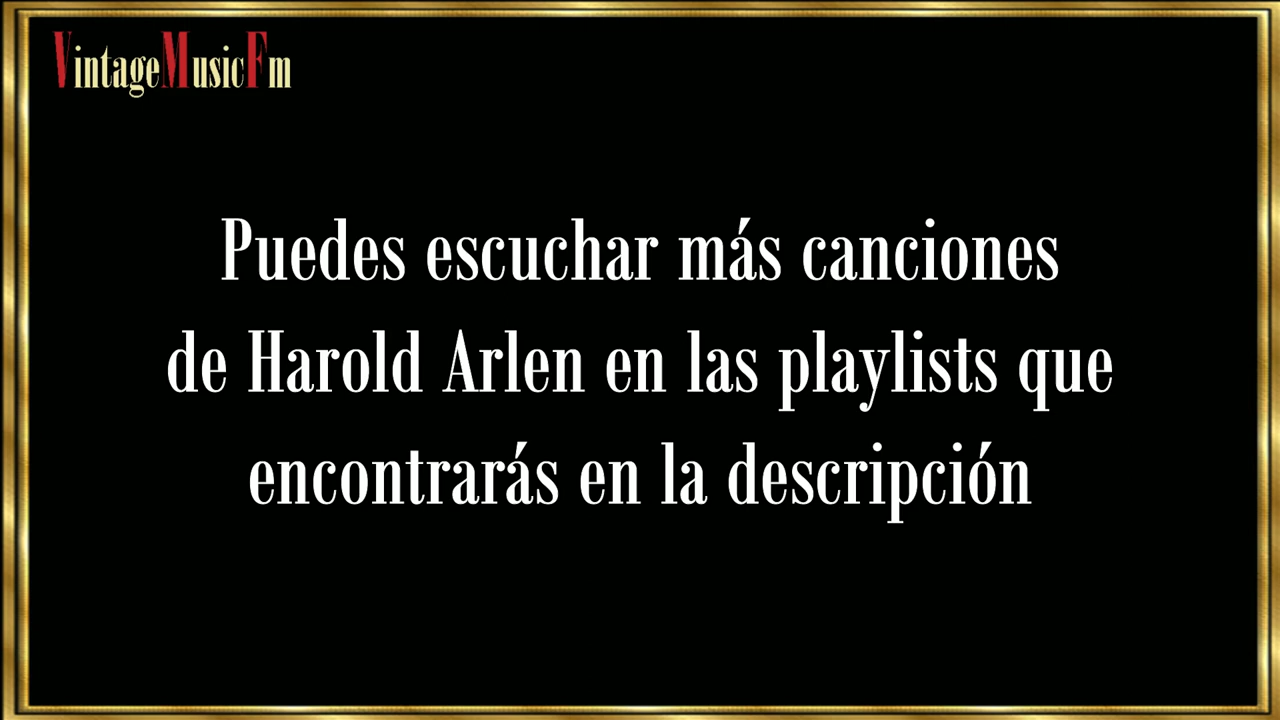 VintageMusicFm
Puedes escuchar más canciones
de Harold Arlen en las playlists que
encontrarás en la descripción